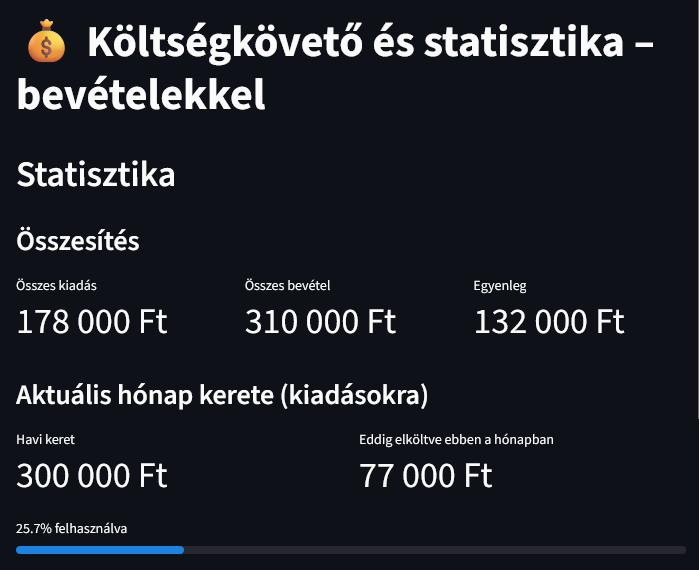 Költségkövető és statisztika –
bevételekkel
Statisztika
Összesítés
Összes kiadás
178 000 Ft
Összes bevétel
310 000 Ft
Egyenleg
132 000 Ft
Aktuális hónap kerete (kiadásokra)
Havi keret
300 000 Ft
Eddig elköltve ebben a hónapban
77 000 Ft
25.7% felhasználva